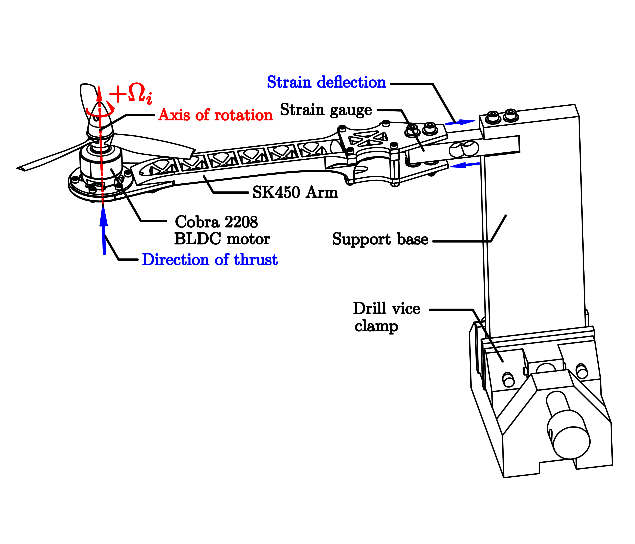 Strain deflection
+Ωi
Strain gauge
Axis of rotation
SK450 Arm
Cobra 2208
BLDC motor
Support base
Direction of thrust
Drill vice
clamp